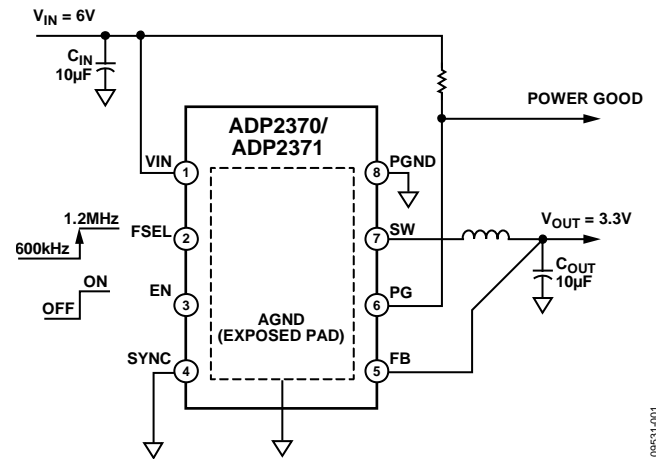 VIN = 6V
CIN
10µF
POWER GOOD
ADP2370/
ADP2371
VIN
1
8
PGND
1.2MHz
600kHz
FSEL
2
7
SW
VOUT = 3.3V
COUT
10µF
ON
OFF
EN
3
6
PG
AGND
(EXPOSED PAD)
SYNC
4
5
FB
09531-001